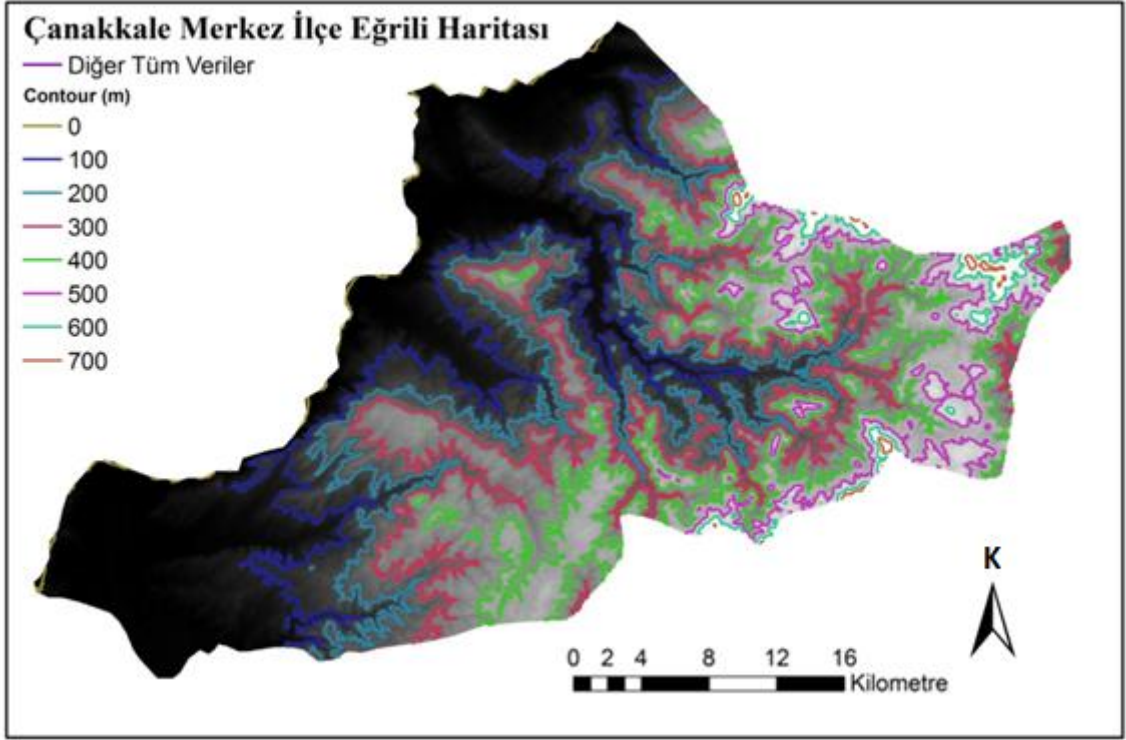 Çanakkale Merkez İlçe Eğrili Haritası
Diğer Tüm Veriler
Contour (m)
0
100
200
300
400
500
600
700
K
0 2 4 8 12 16
Kilometre